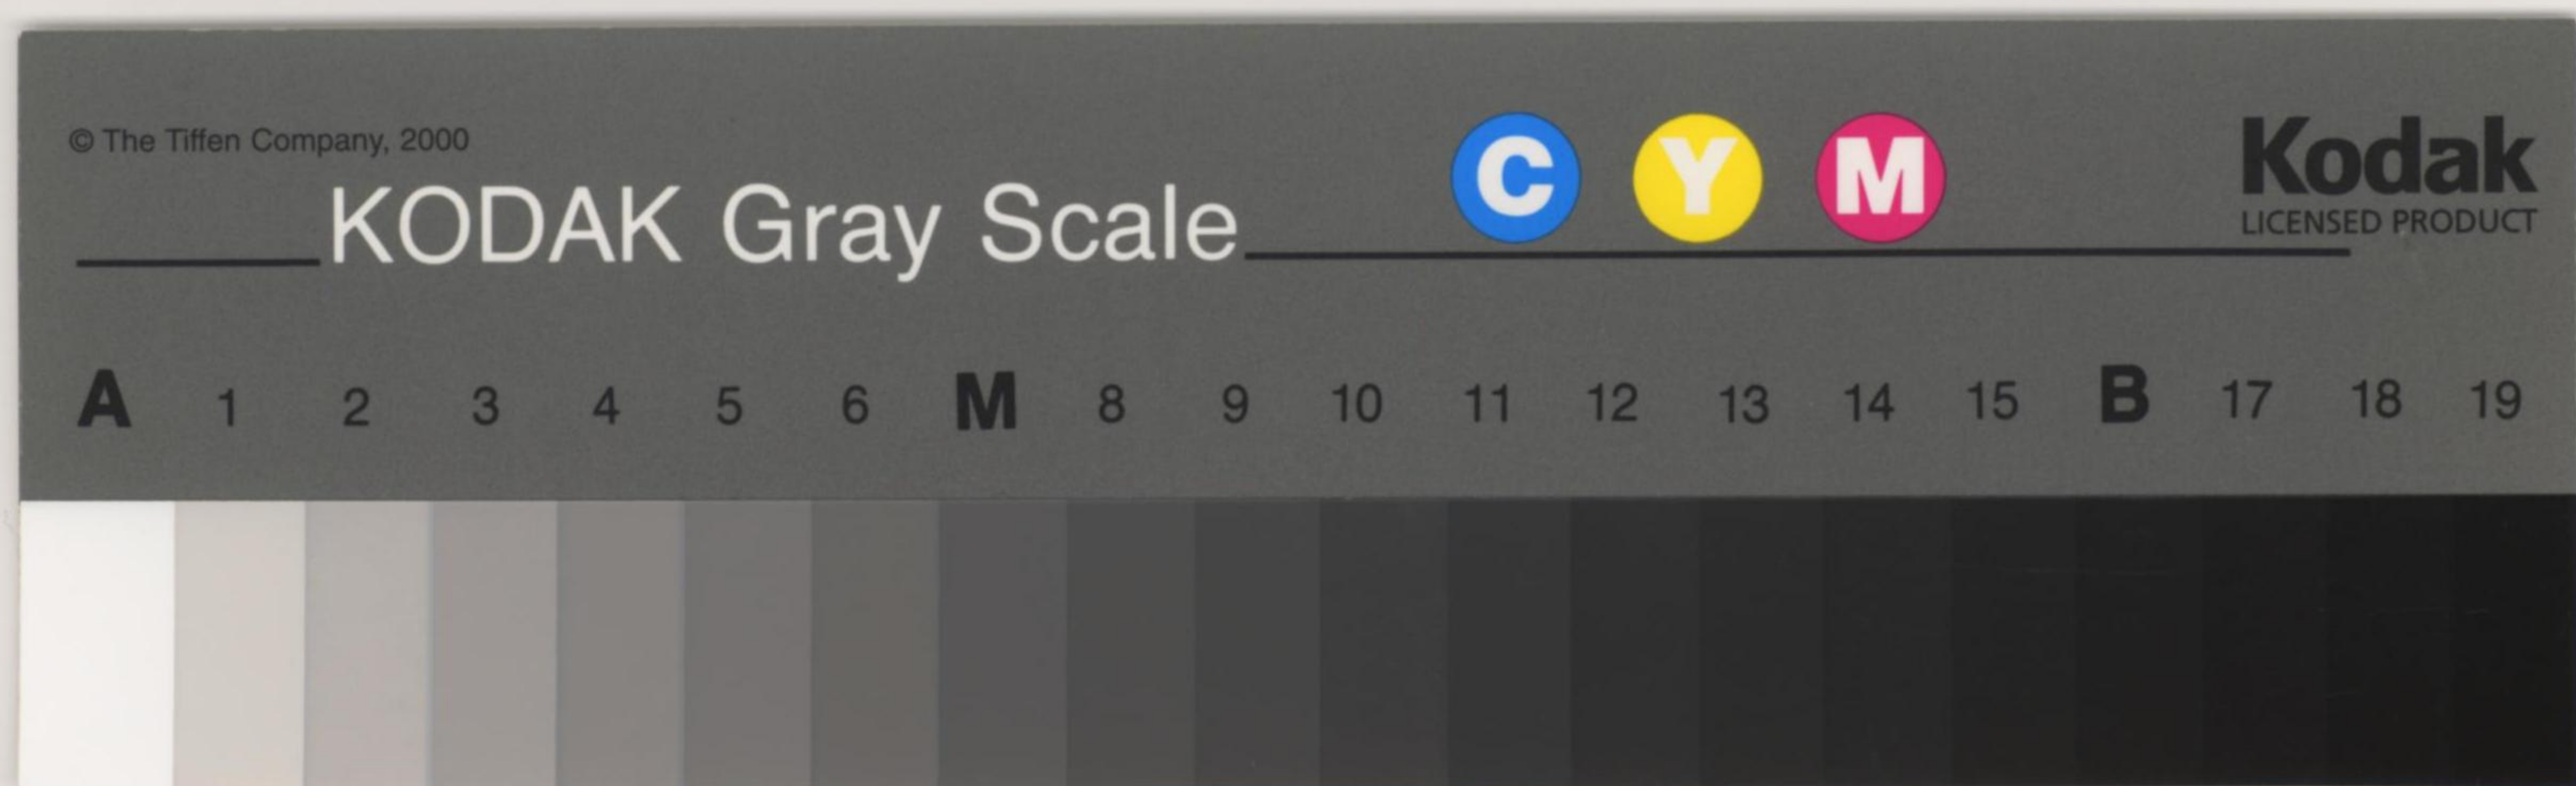 © The Tiffen Company, 2000
KODAK Gray Scale
C Y M
Kodak
LICENSED PRODUCT
A 1 2 3 4 5 6 M 8 9 10 11 12 13 14 15 B 17 18 19